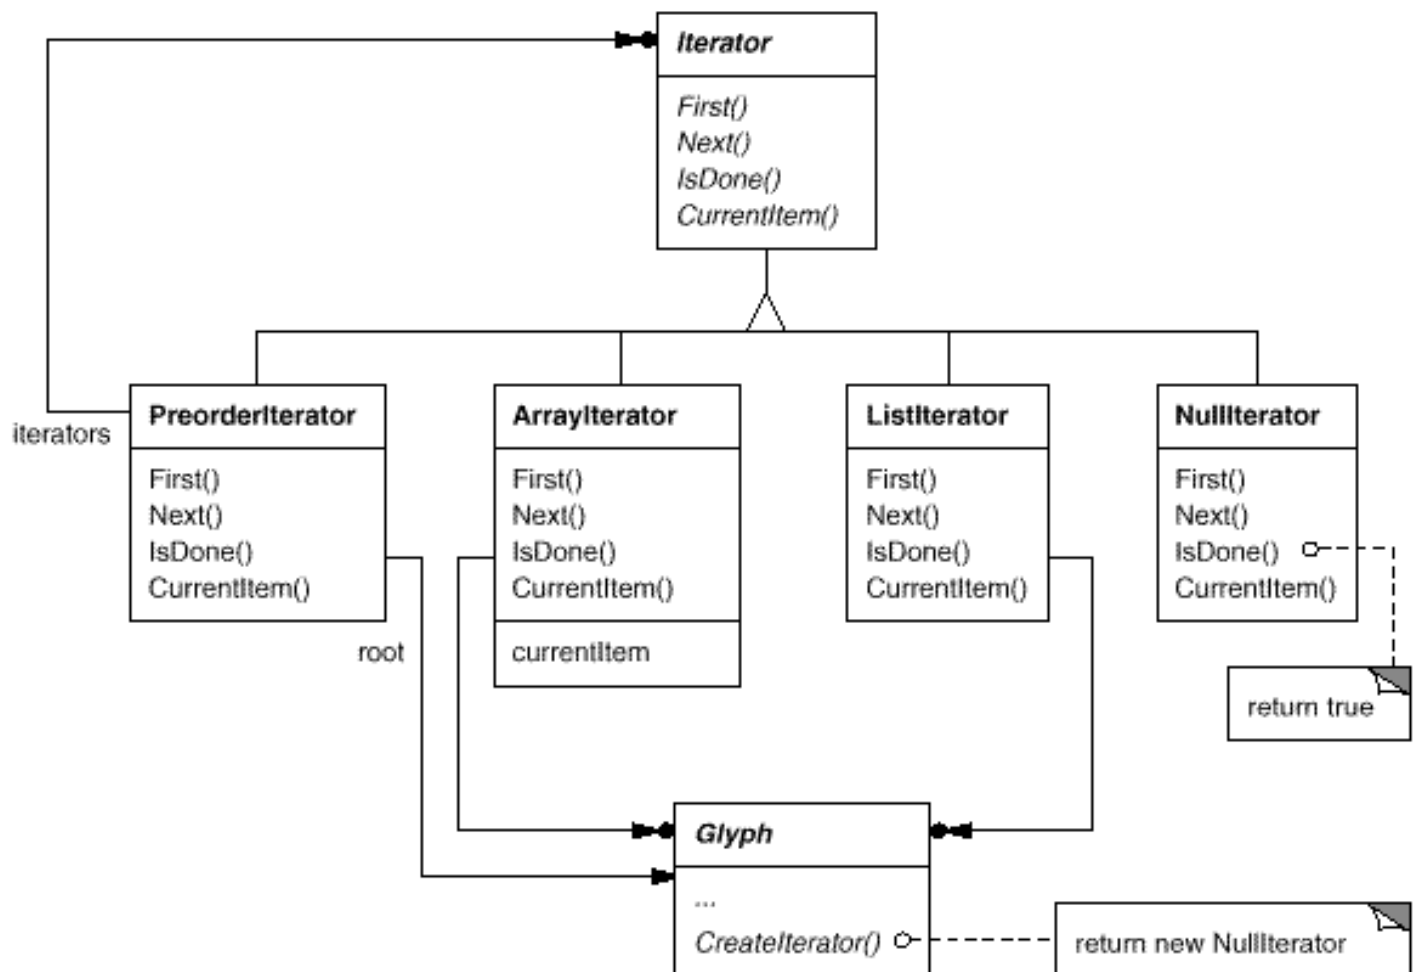 Iterator
First()
Next()
IsDone()
CurrentItem()
iterators
PreorderIterator
First()
Next()
IsDone()
CurrentItem()
root
ArrayIterator
First()
Next()
IsDone()
CurrentItem()
currentItem
ListIterator
First()
Next()
IsDone()
CurrentItem()
NullIterator
First()
Next()
IsDone()
CurrentItem()
return true
Glyph
...
CreateIterator()
return new NullIterator